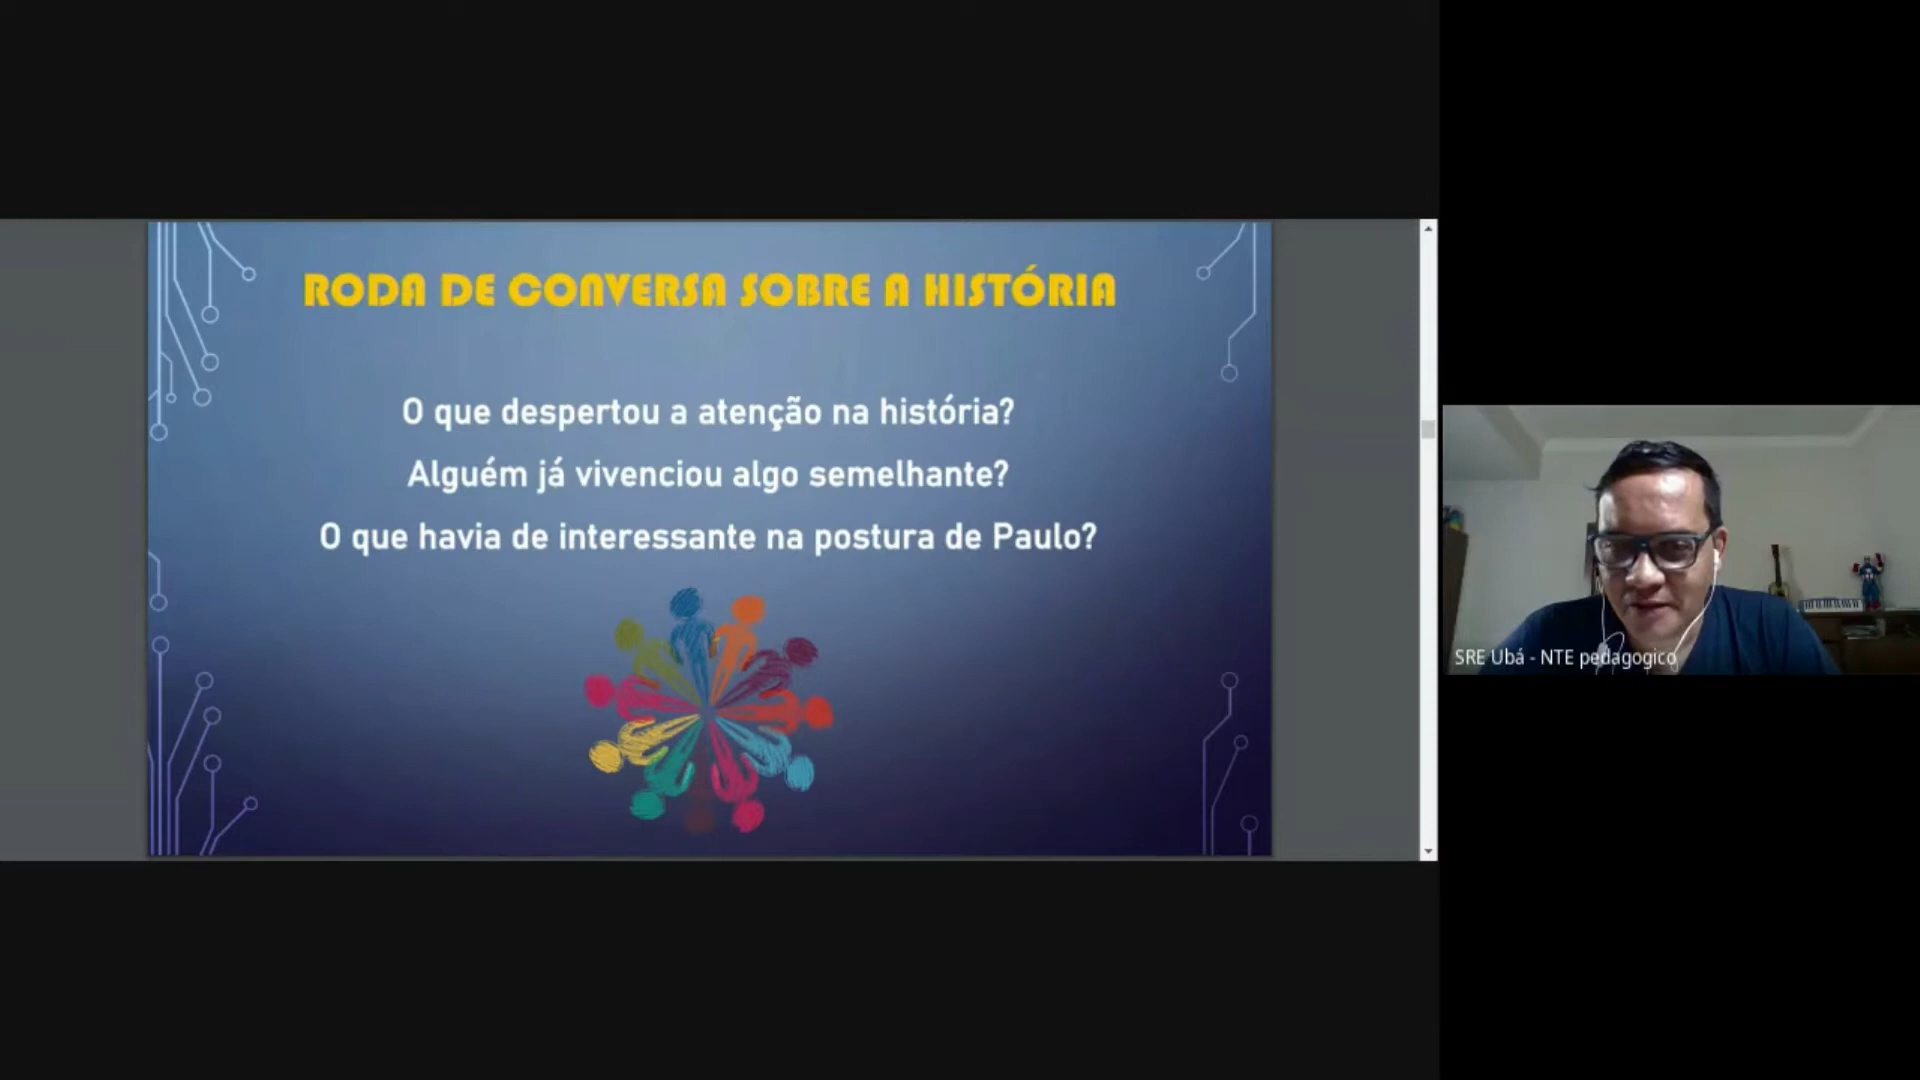 RODA DE CONVERSA SOBRE A HISTÓRIA
O que despertou a atenção na história?
Alguém já vivenciou algo semelhante?
O que havia de interessante na postura de Paulo?
SRE Ubá - NTE pedagogico